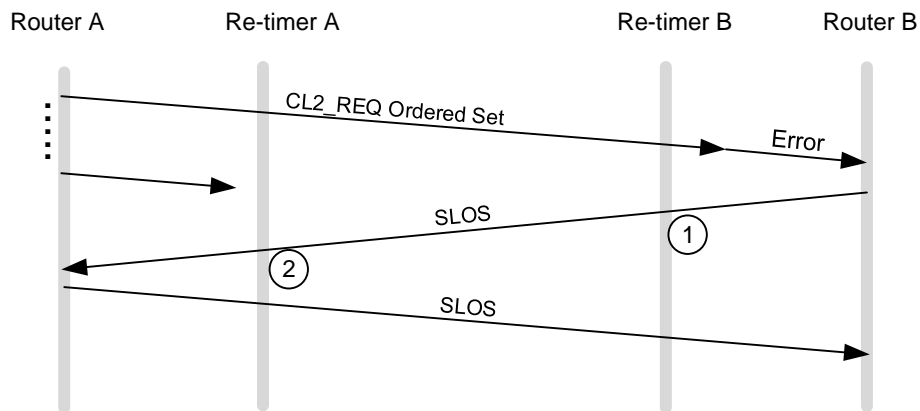 Router A
Re-timer A
Re-timer B
Router B
CL2_REQ Ordered Set
Error
SLOS
1
2
SLOS